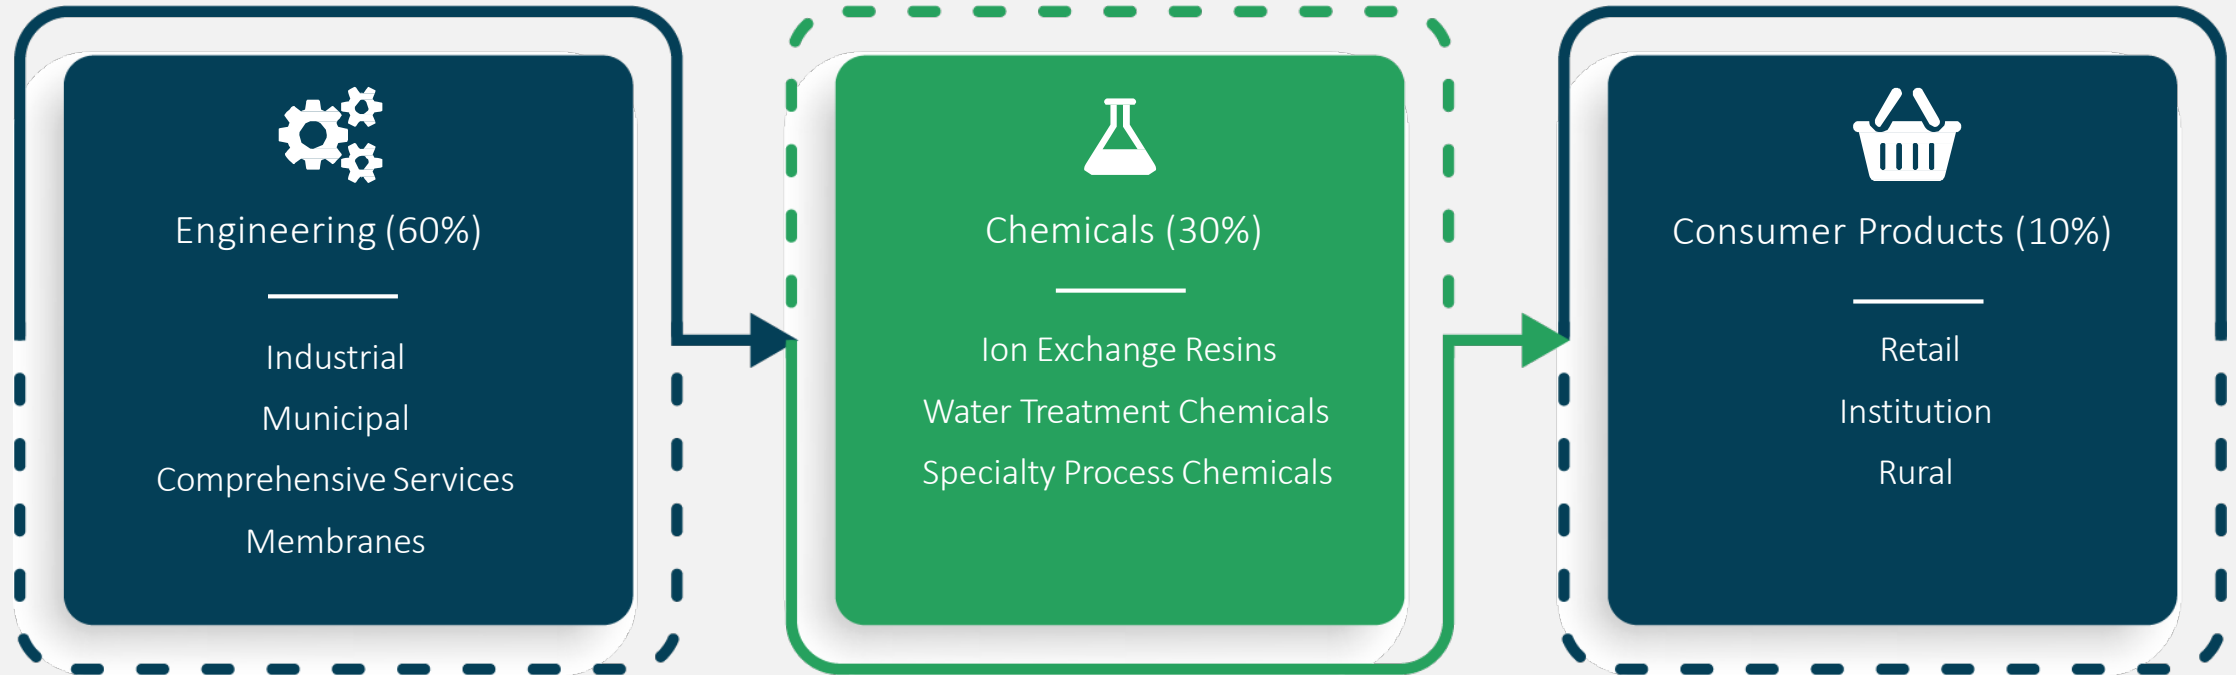 Engineering (60%)
Industrial
Municipal
Comprehensive Services
Membranes
Chemicals (30%)
Ion Exchange Resins
Water Treatment Chemicals
Specialty Process Chemicals
Consumer Products (10%)
Retail
Institution
Rural